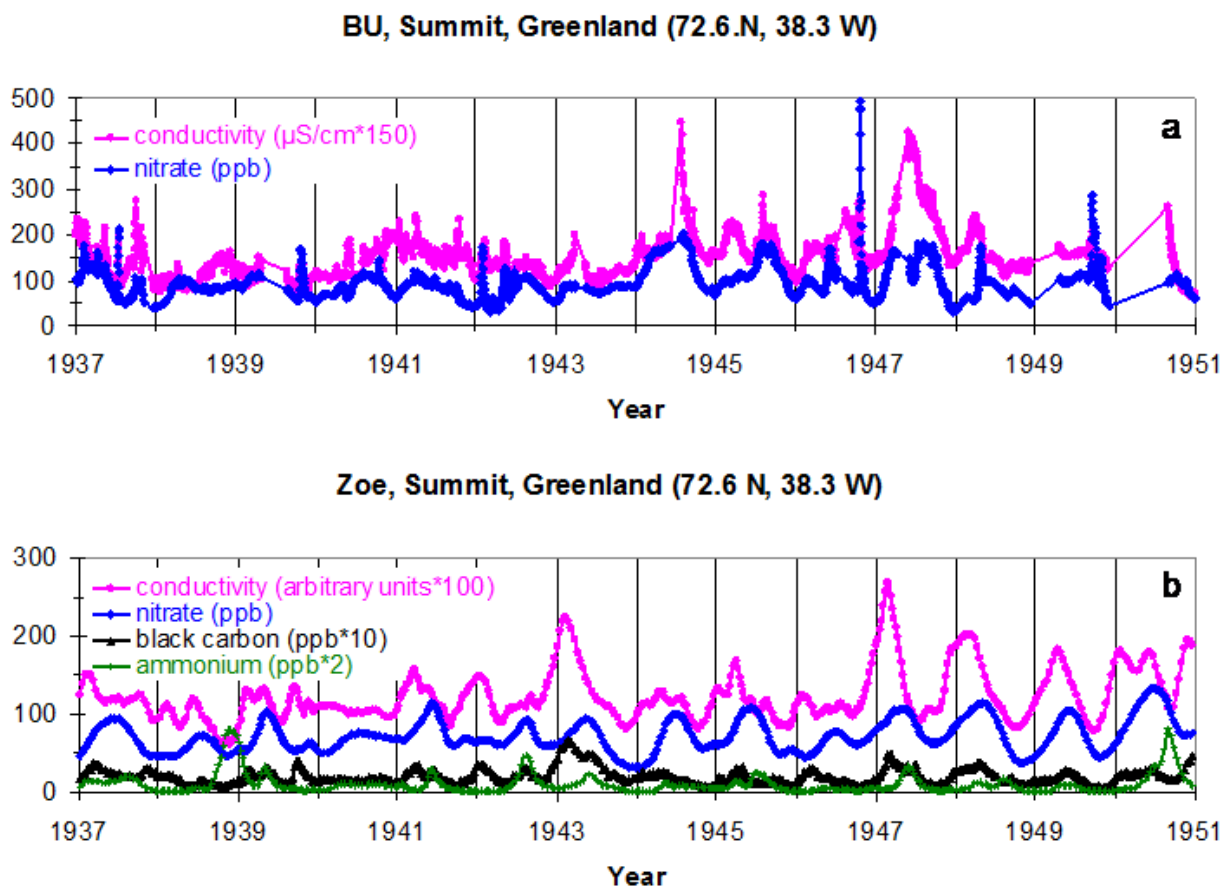 BU, Summit, Greenland (72.6.N, 38.3 W)
500
400
300
200
100
0
conductivity (µS/cm*150)
nitrate (ppb)
a
1937 1939 1941 1943 1945 1947 1949 1951
Year
Zoe, Summit, Greenland (72.6 N, 38.3 W)
300
200
100
0
conductivity (arbitrary units*100)
nitrate (ppb)
black carbon (ppb*10)
ammonium (ppb*2)
b
1937 1939 1941 1943 1945 1947 1949 1951
Year